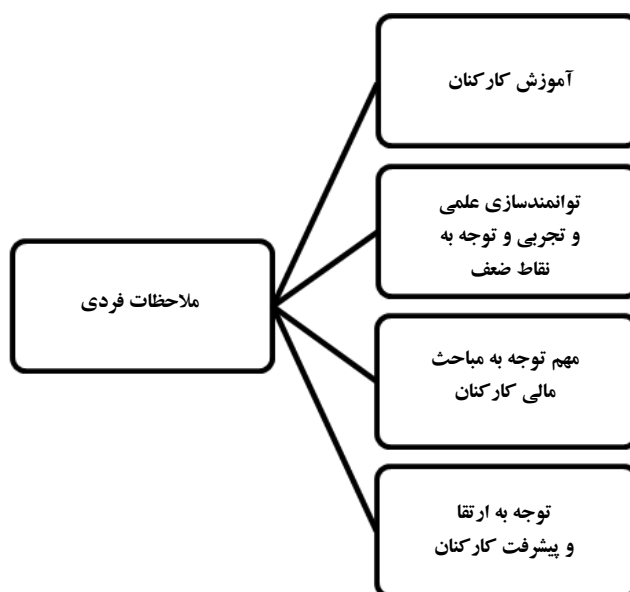 آموزش کارکنان
توانمندسازی علمی
و تجربی و توجه به
نقاط ضعف
ملاحظات فردی
مهم توجه به مباحث
مالی کارکنان
توجه به ارتقا
و پیشرفت کارکنان